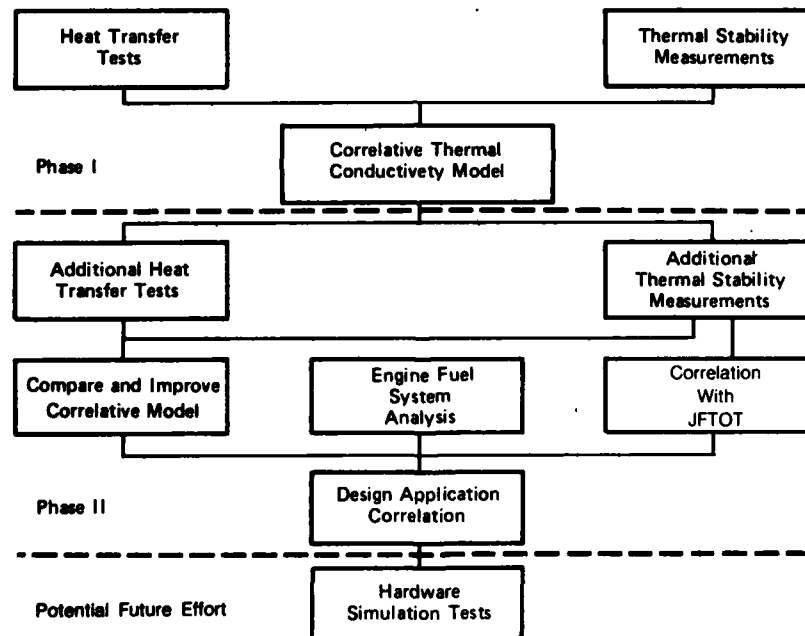 Heat Transfer
Tests
Thermal Stability
Measurements
Correlative Thermal
Conductivety Model
Phase I
Additional Heat
Transfer Tests
Additional
Thermal Stability
Measurements
Compare and Improve
Correlative Model
Engine Fuel
System
Analysis
Correlation
With
JFTOT
Design Application
Correlation
Phase II
Hardware
Simulation Tests
Potential Future Effort